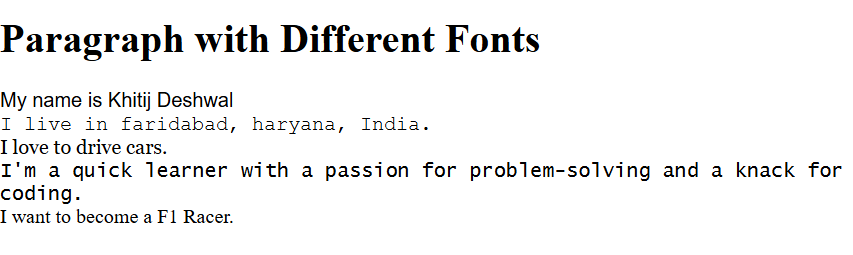 Paragraph with Different Fonts
My name is Khitij Deshwal
I live in faridabad, haryana, India.
I love to drive cars.
I'm a quick learner with a passion for problem-solving and a knack for
coding.
I want to become a F1 Racer.